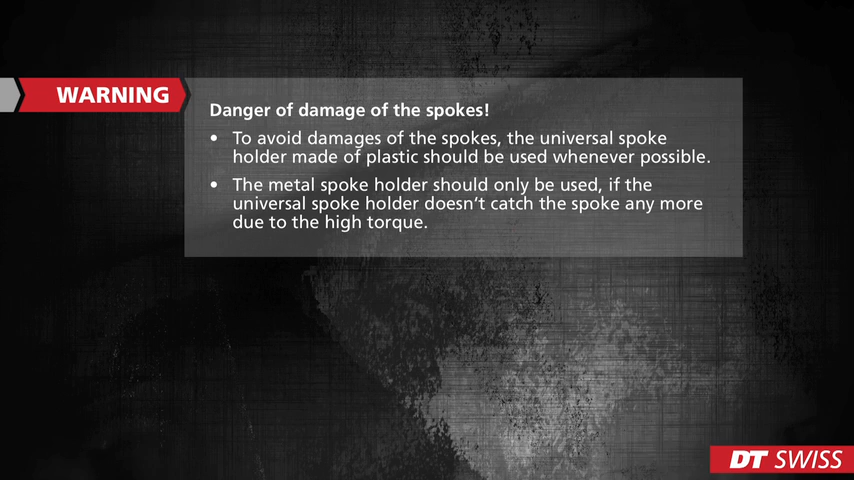 WARNING
Danger of damage of the spokes!
• To avoid damages of the spokes, the universal spoke
holder made of plastic should be used whenever possible.
• The metal spoke holder should only be used, if the
universal spoke holder doesn't catch the spoke any more
due to the high torque.
DT SWISS